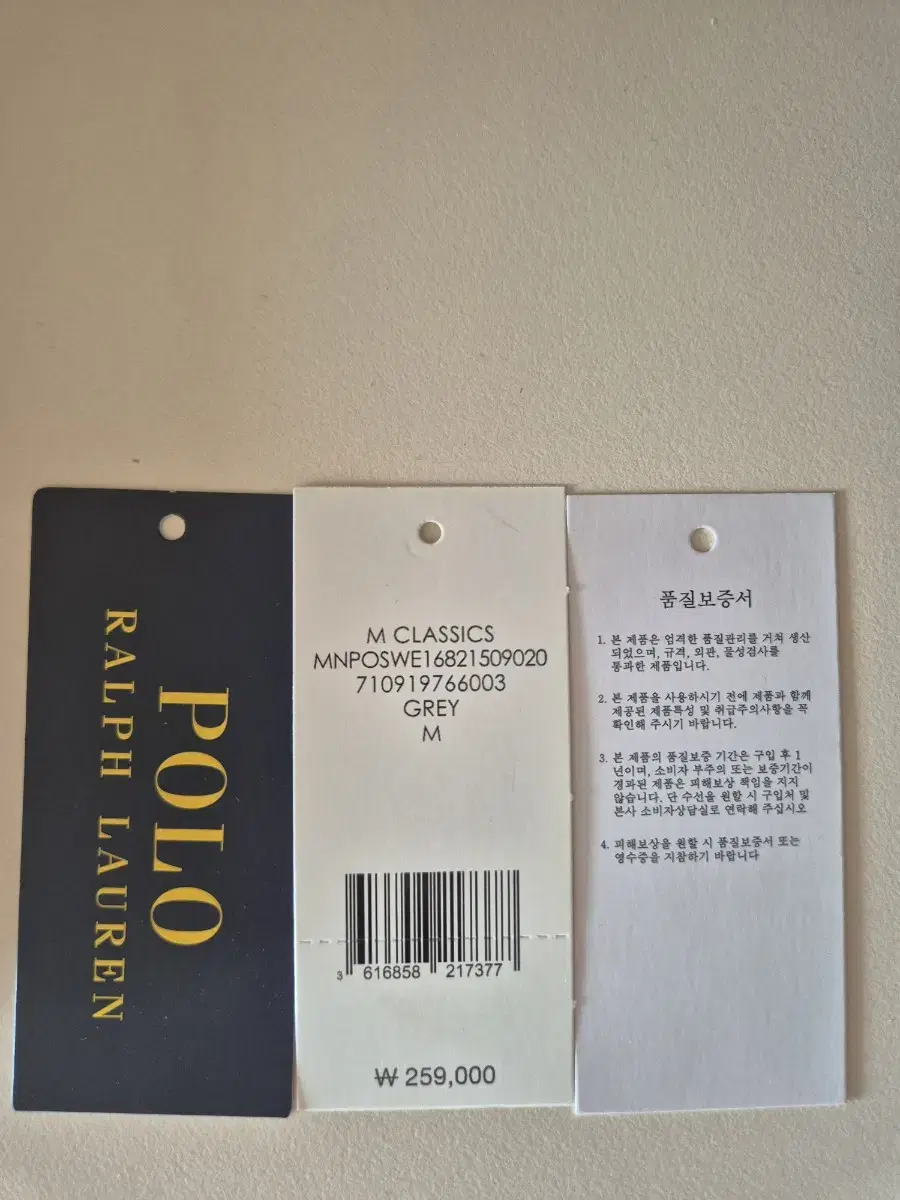 POLO
RALPH LAUREN
M CLASSICS
MNPOSWE16821509020
710919766003
GREY
M
3 616858 217377
₩ 259,000
품질보증서
1. 본 제품은 엄격한 품질관리를 거쳐 생산
되었으며, 규격, 외관, 물성검사를
통과한 제품입니다.
2. 본 제품을 사용하시기 전에 제품과 함께
제공된 제품특성 및 취급주의사항을 꼭
확인해 주시기 바랍니다.
3. 본 제품의 품질보증 기간은 구입 후 1
년이며, 소비자 부주의 또는 보증기간이
경과된 제품은 피해보상 책임을 지지
않습니다. 단 수선을 원할 시 구입처 및
본사 소비자상담실로 연락해 주십시오
4. 피해보상을 원할 시 품질보증서 또는
영수증을 지참하기 바랍니다